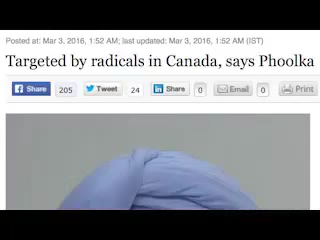 Posted at: Mar 3, 2016, 1:52 AM; last updated: Mar 3, 2016, 1:52 AM (IST)
Targeted by radicals in Canada, says Phoolka
Share 205 Tweet 24 Share 0 Email 0 Print